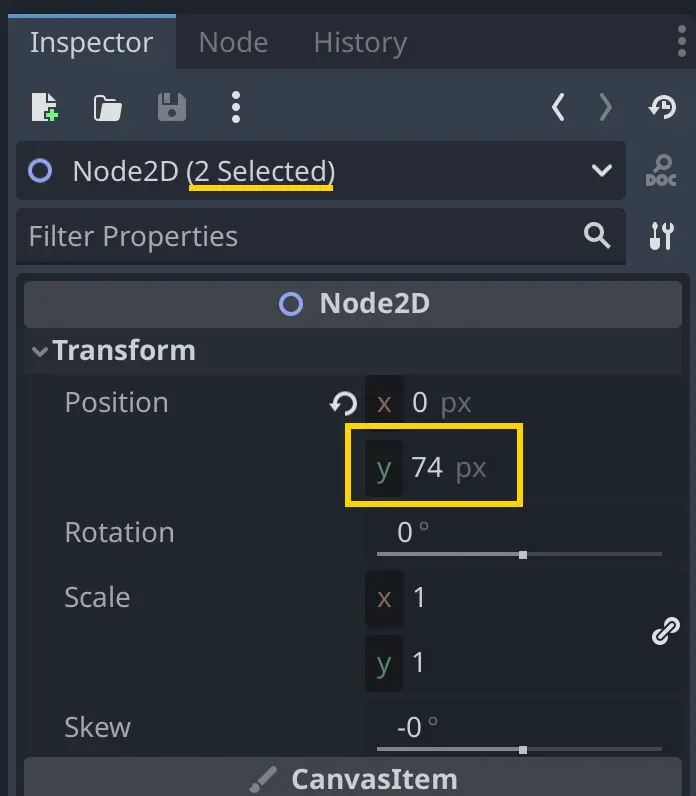 Inspector Node History
Node2D (2 Selected)
DOC
Filter Properties
Node2D
Transform
Position x 0 px
y 74 px
Rotation 0 °
Scale x 1
y 1
Skew -0 °
CanvasItem